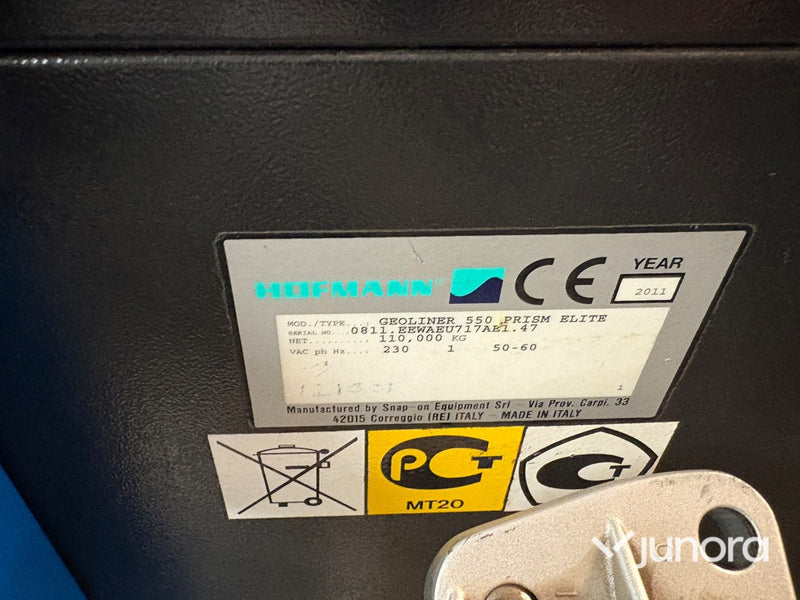 HOFMANN®
CE
YEAR
2011
MOD./TYPE...: GEOLINER 550 PRISM ELITE
SERIAL NO...: 0811.EEWAEU717AE1.47
NET.........: 110,000 KG
VAC ph Hz...: 230 1 50-60
1
Manufactured by Snap-on Equipment Srl - Via Prov. Carpi, 33
42015 Correggio (RE) ITALY - MADE IN ITALY
РСТ
MT20
СТ
junora